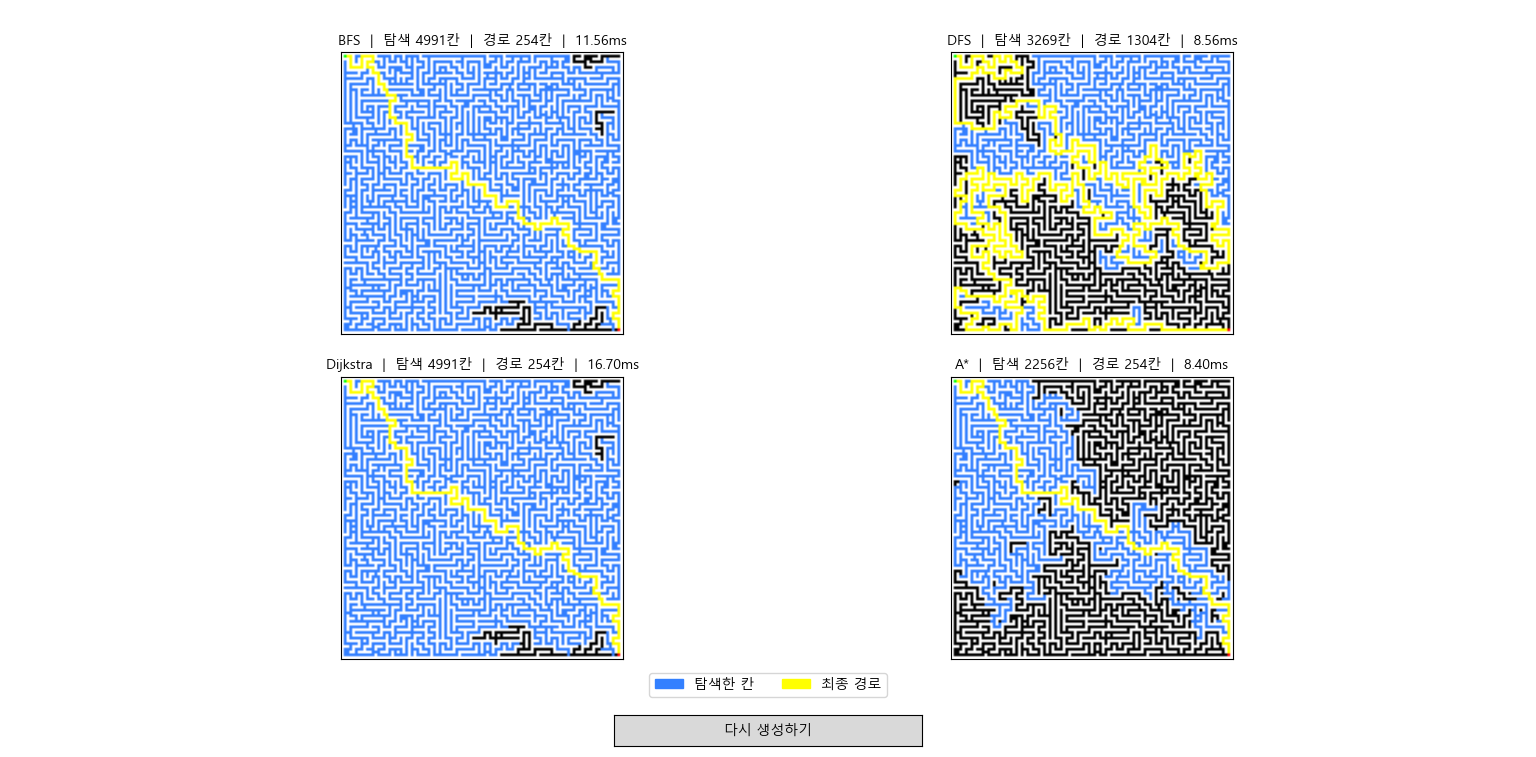 BFS | 탐색 4991칸 | 경로 254칸 | 11.56ms
DFS | 탐색 3269칸 | 경로 1304칸 | 8.56ms
Dijkstra | 탐색 4991칸 | 경로 254칸 | 16.70ms
A* | 탐색 2256칸 | 경로 254칸 | 8.40ms
탐색한 칸
최종 경로
다시 생성하기